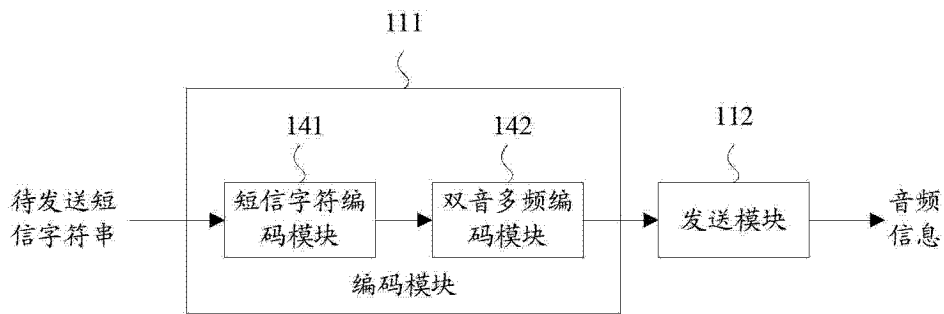 111
141
142
112
待发送短
信字符串
短信字符编
码模块
双音多频编
码模块
发送模块
音频
信息
编码模块